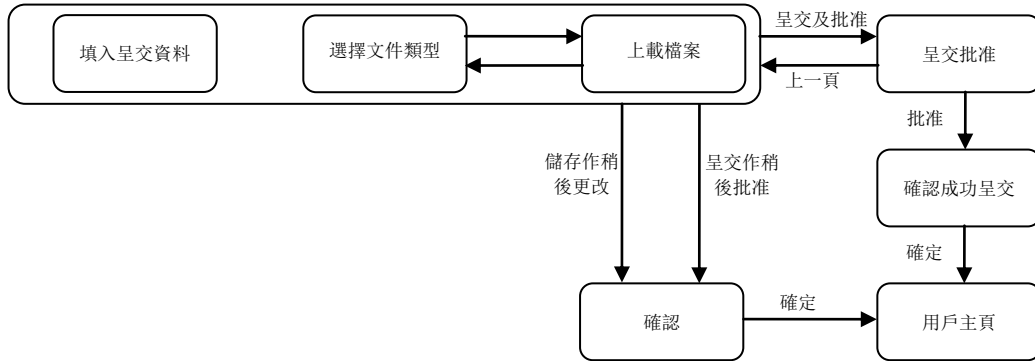 填入呈交資料
選擇文件類型
上載檔案
呈交及批准
上一頁
呈交批准
批准
儲存作稍
後更改
呈交作稍
後批准
確認成功呈交
確定
確認
確定
用戶主頁